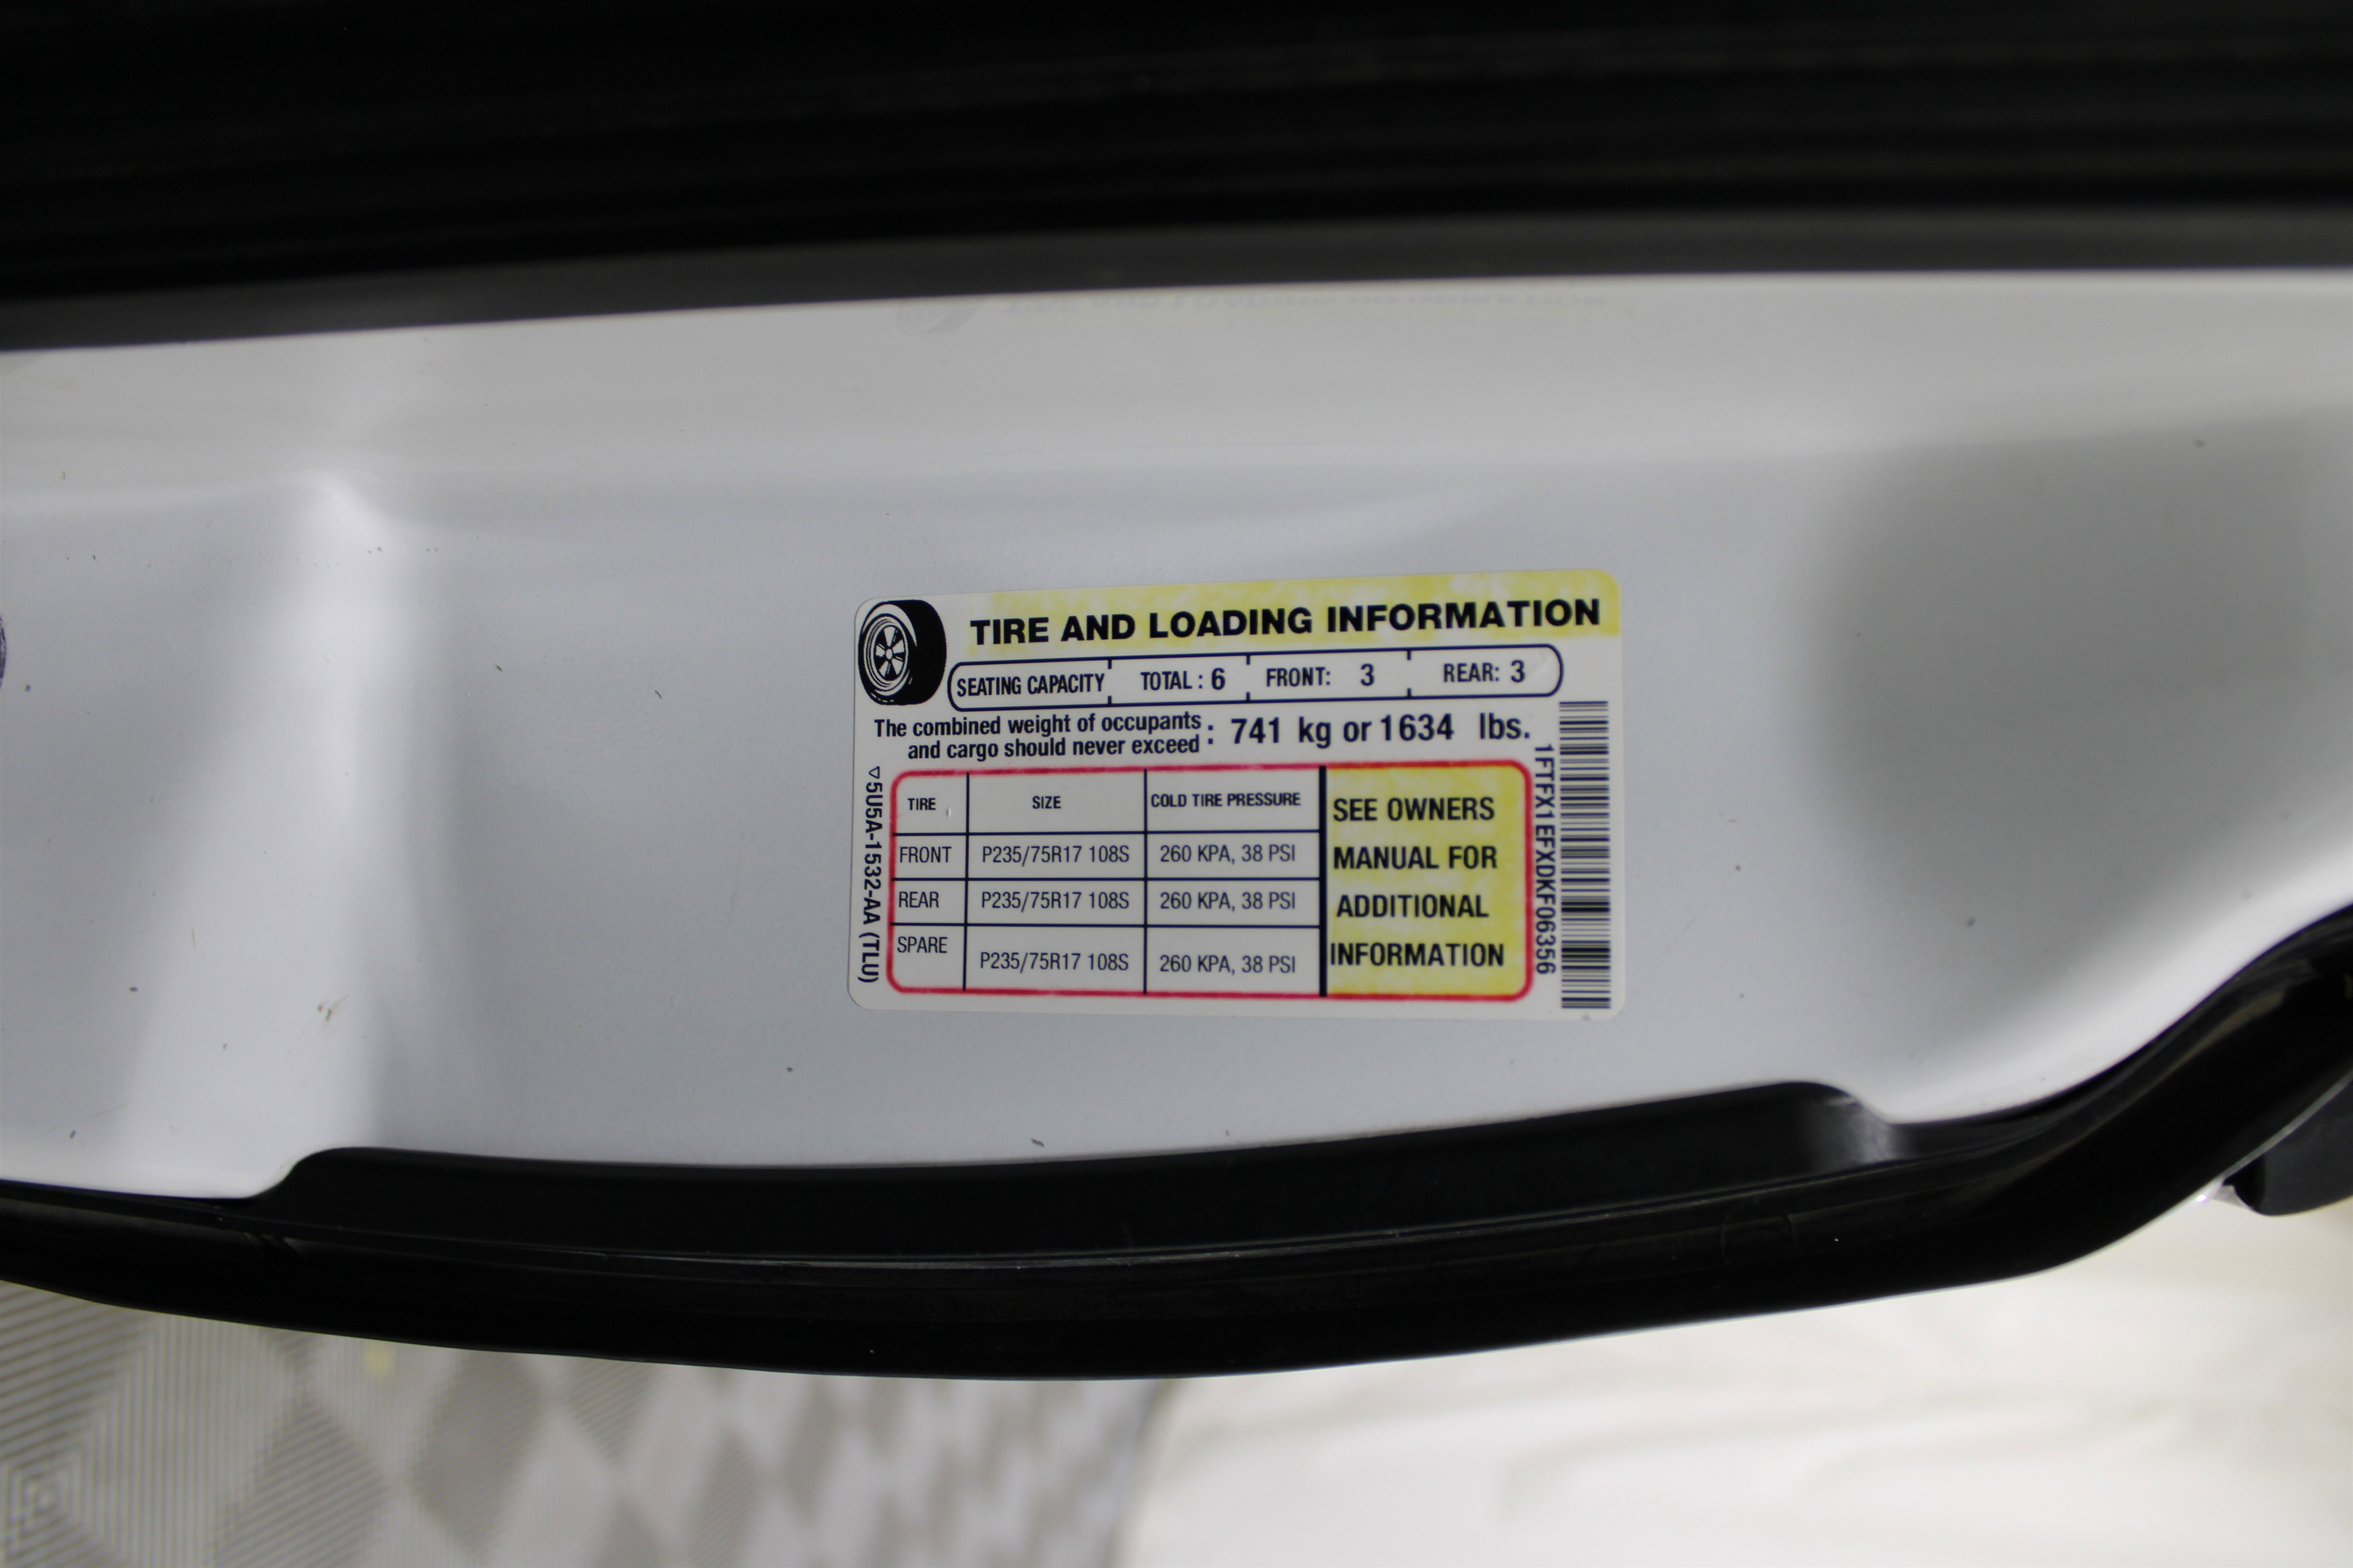 TIRE AND LOADING INFORMATION
SEATING CAPACITY TOTAL : 6 FRONT: 3 REAR: 3
The combined weight of occupants
and cargo should never exceed : 741 kg or 1634 lbs.
TIRE SIZE COLD TIRE PRESSURE
FRONT P235/75R17 108S 260 KPA, 38 PSI
REAR P235/75R17 108S 260 KPA, 38 PSI
SPARE P235/75R17 108S 260 KPA, 38 PSI
SEE OWNERS
MANUAL FOR
ADDITIONAL
INFORMATION
5U5A-1532-AA (TLU)
1FTFX1EFXDKF06356